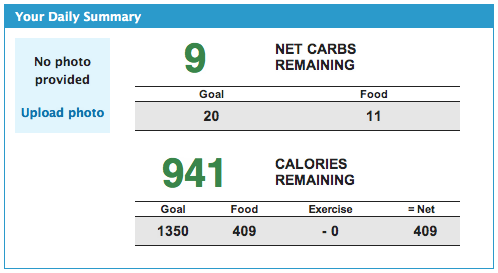 Your Daily Summary
No photo
provided
Upload photo
9
NET CARBS
REMAINING
Goal Food
20 11
941
CALORIES
REMAINING
Goal Food Exercise = Net
1350 409 - 0 409